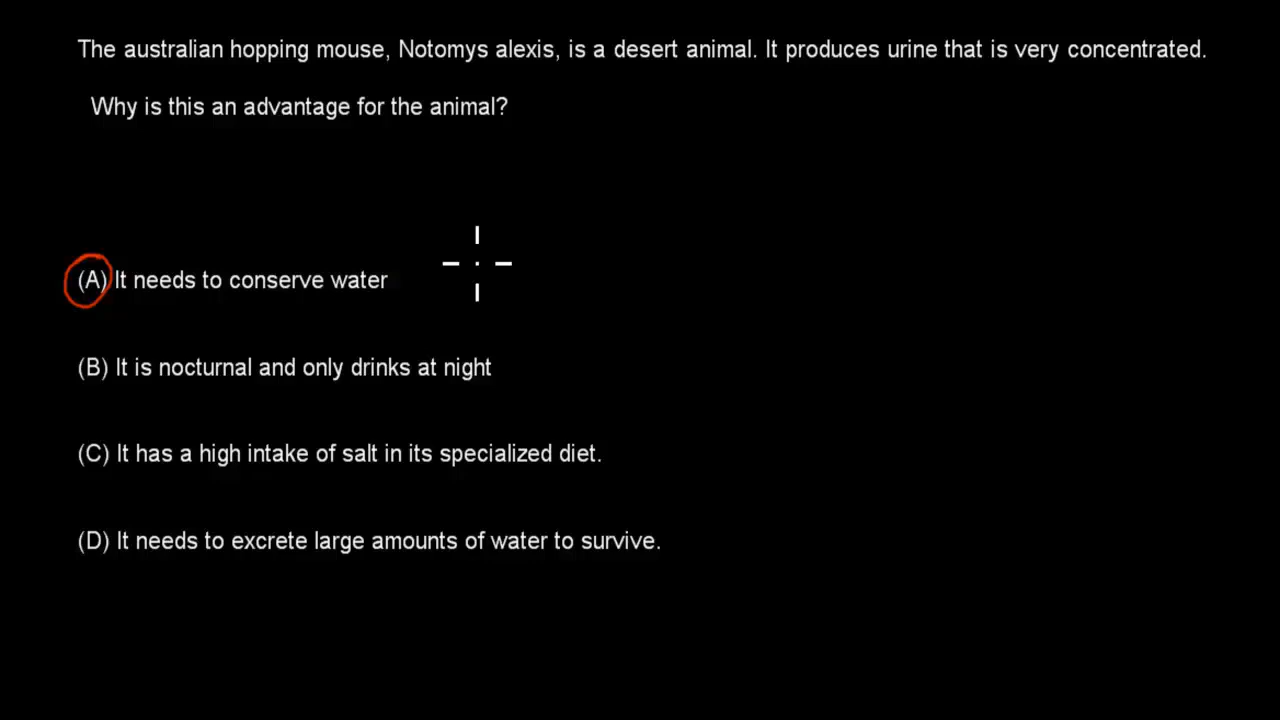 The australian hopping mouse, Notomys alexis, is a desert animal. It produces urine that is very concentrated.
Why is this an advantage for the animal?
(A) It needs to conserve water
(B) It is nocturnal and only drinks at night
(C) It has a high intake of salt in its specialized diet.
(D) It needs to excrete large amounts of water to survive.